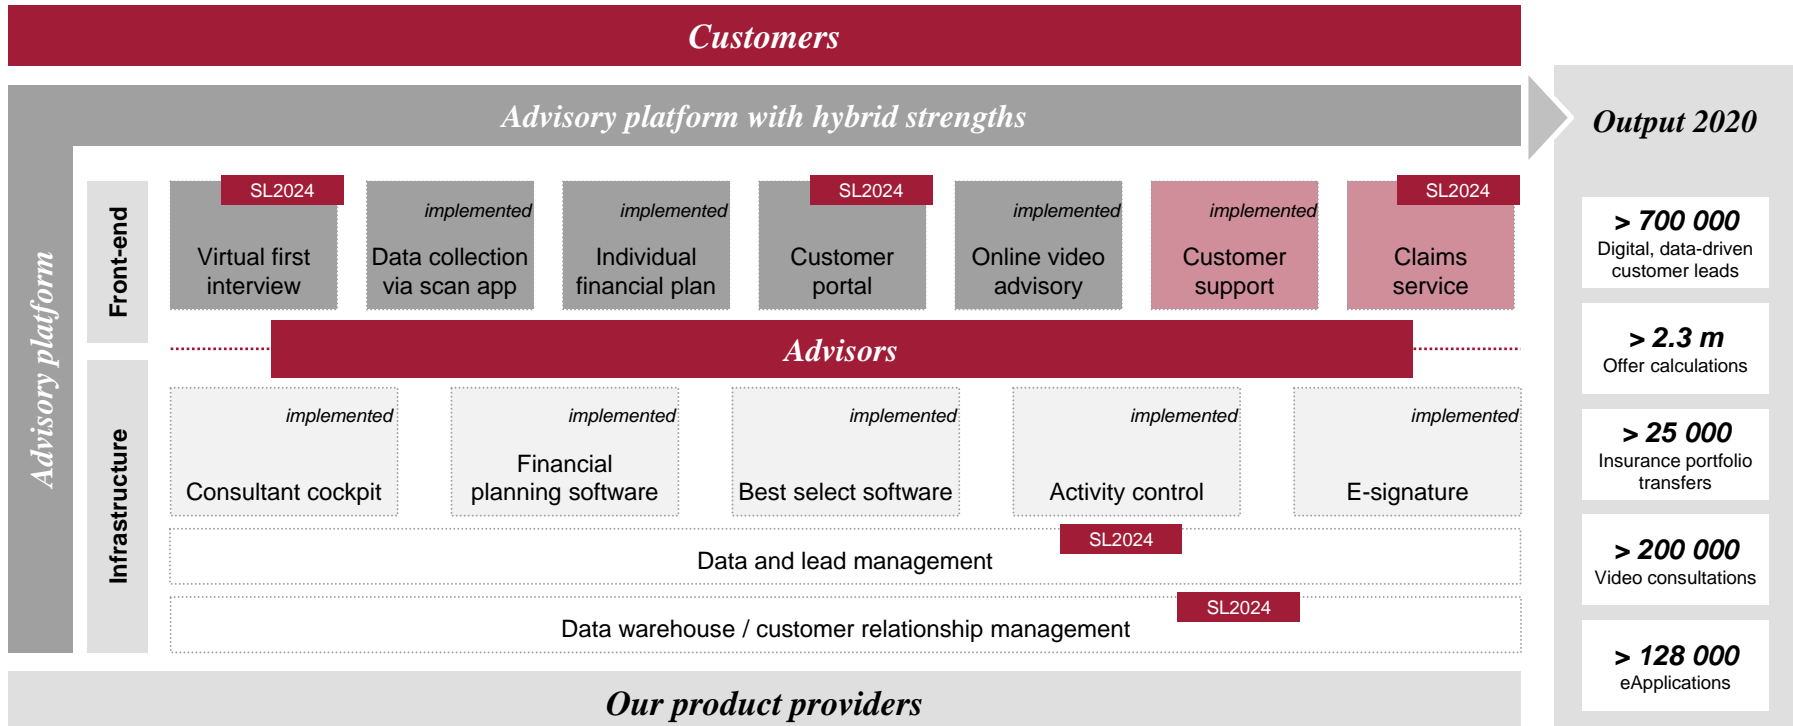 Customers
Advisory platform with hybrid strengths
Advisory platform
Front-end
SL2024
Virtual first
interview
implemented
Data collection
via scan app
implemented
Individual
financial plan
SL2024
Customer
portal
implemented
Online video
advisory
implemented
Customer
support
SL2024
Claims
service
Advisors
Infrastructure
implemented
Consultant cockpit
implemented
Financial
planning software
implemented
Best select software
implemented
Activity control
implemented
E-signature
SL2024
Data and lead management
SL2024
Data warehouse / customer relationship management
Our product providers
Output 2020
> 700 000
Digital, data-driven
customer leads
> 2.3 m
Offer calculations
> 25 000
Insurance portfolio
transfers
> 200 000
Video consultations
> 128 000
eApplications